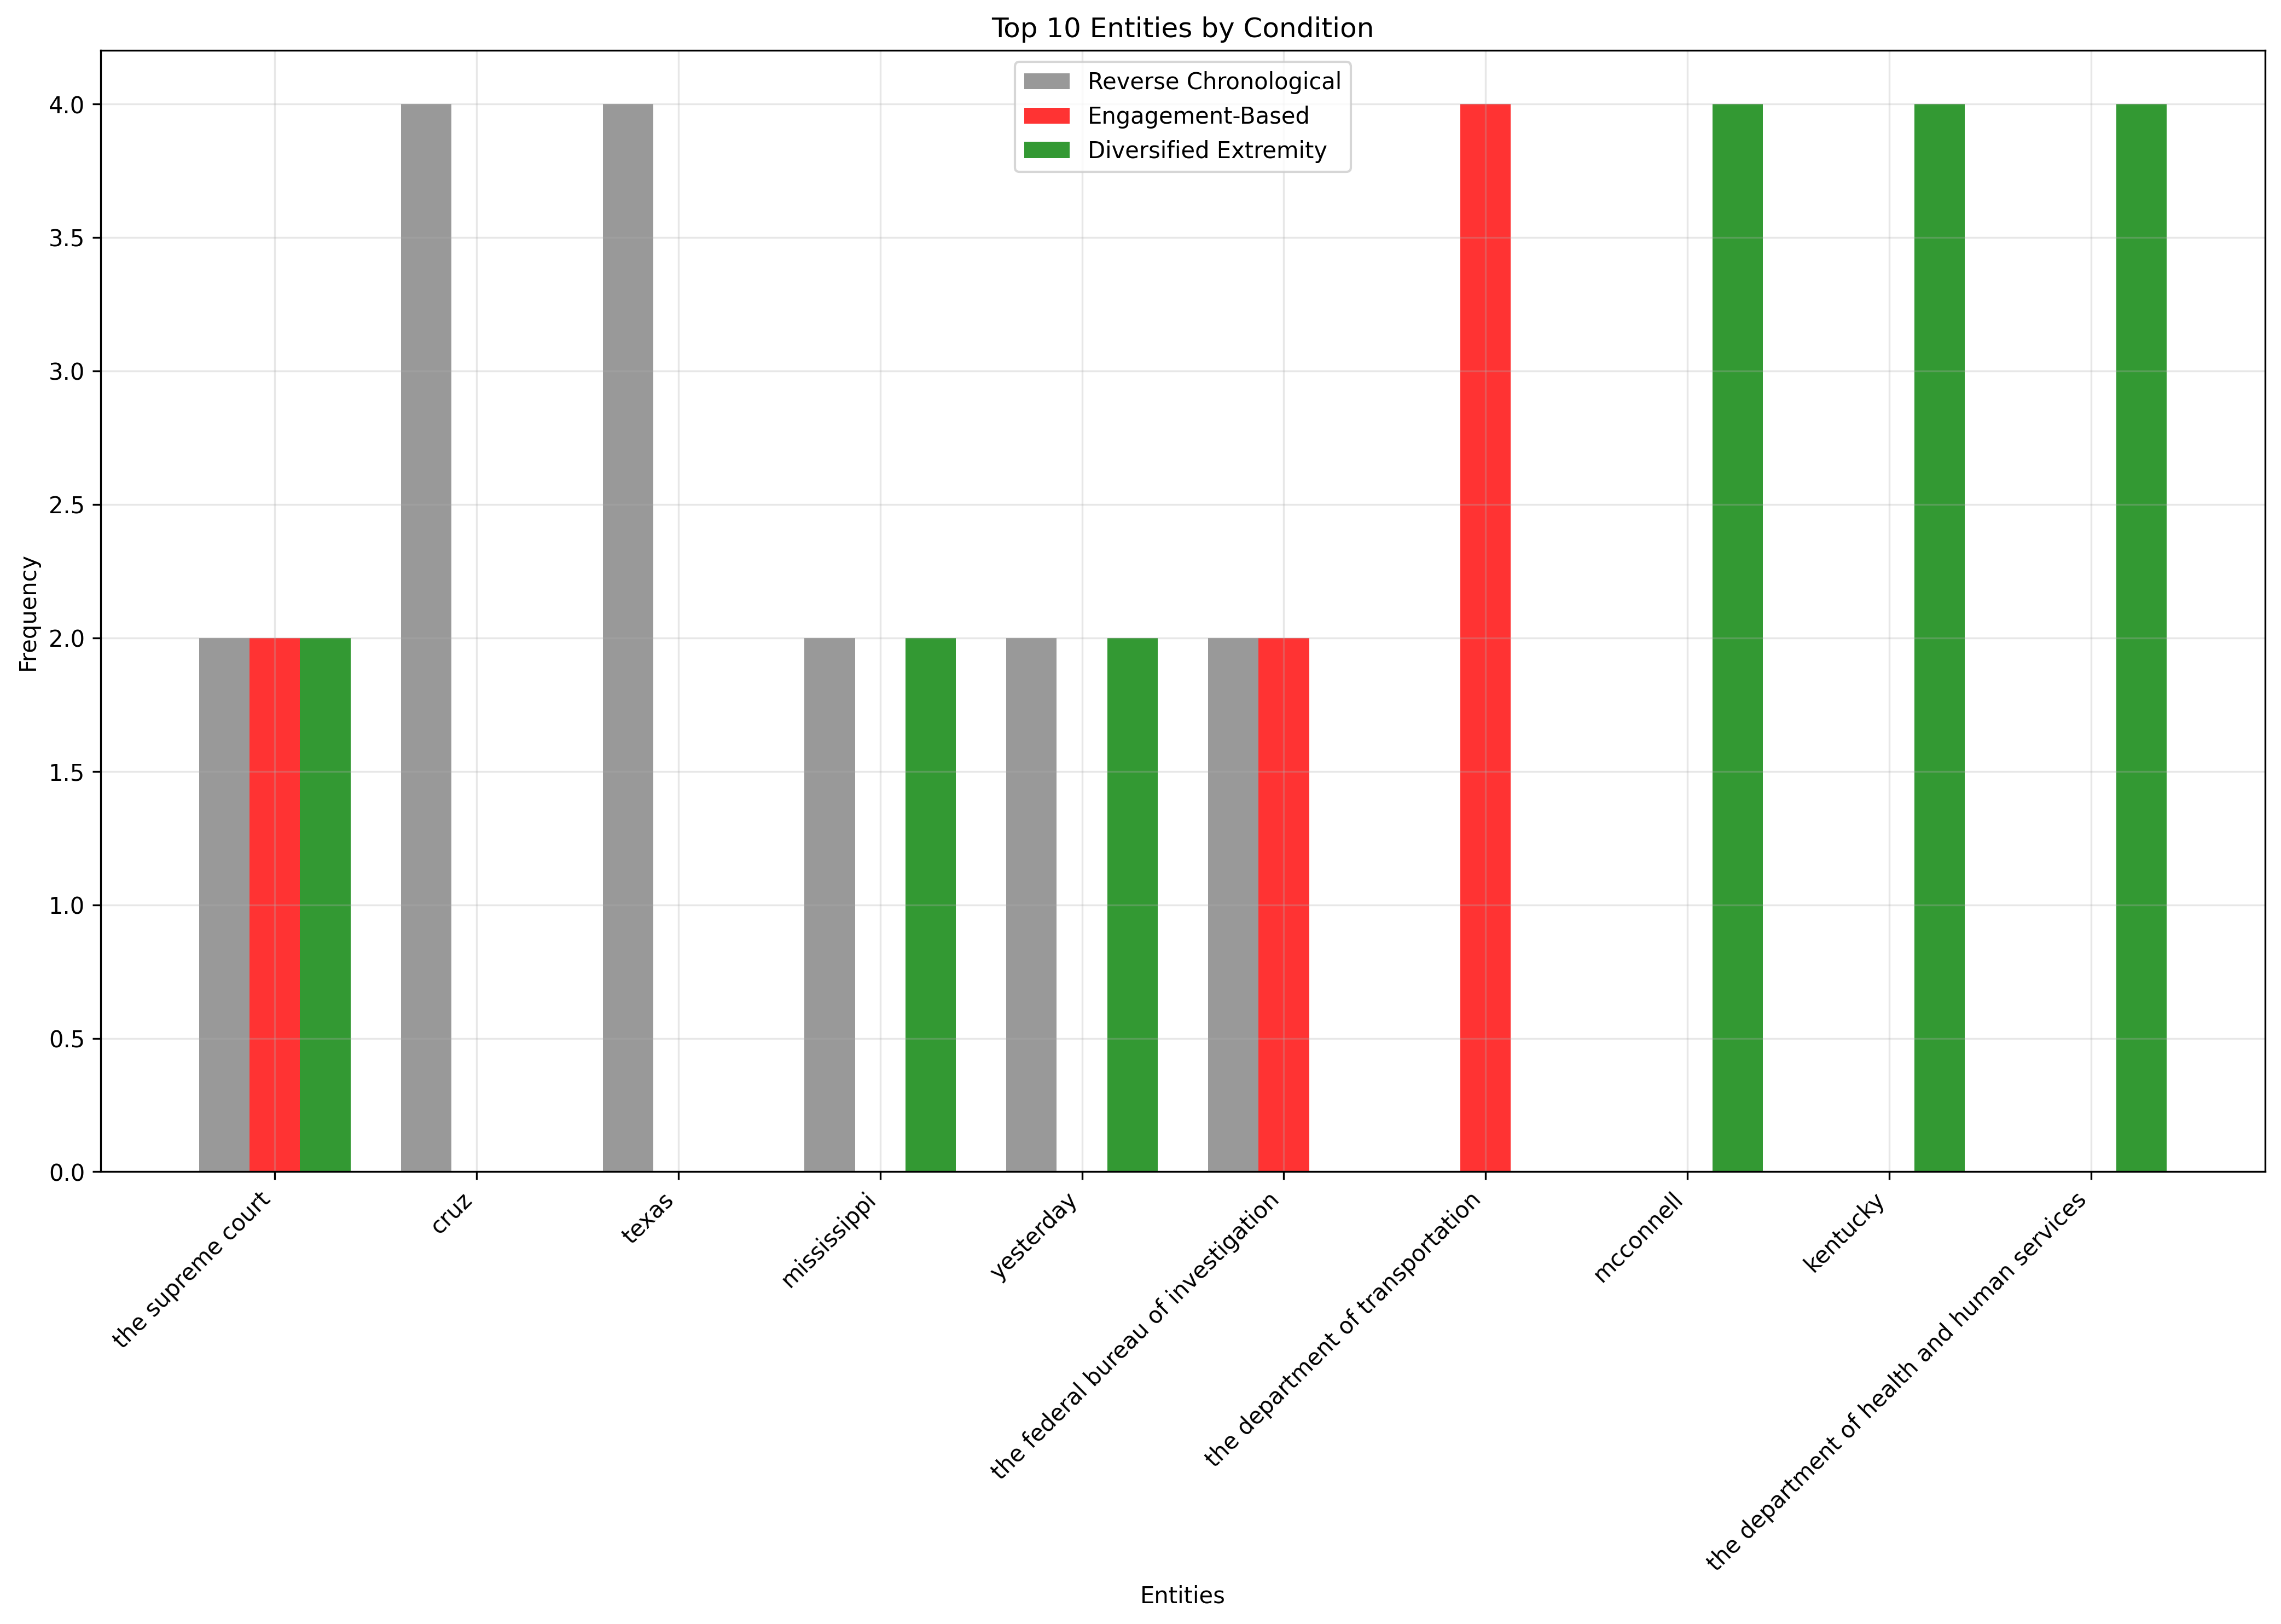 Top 10 Entities by Condition
Reverse Chronological
Engagement-Based
Diversified Extremity
Frequency
4.0
3.5
3.0
2.5
2.0
1.5
1.0
0.5
0.0
the supreme court
cruz
texas
mississippi
yesterday
the federal bureau of investigation
the department of transportation
mcconnell
kentucky
the department of health and human services
Entities